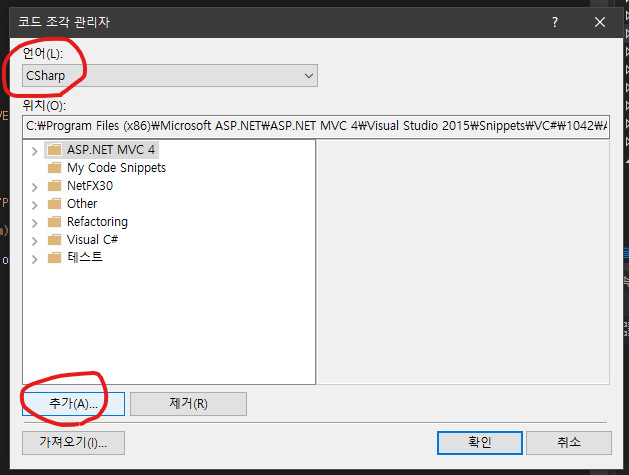 코드 조각 관리자
언어(L):
CSharp
위치(O):
C:₩Program Files (x86)₩Microsoft ASP.NET₩ASP.NET MVC 4₩Visual Studio 2015₩Snippets₩VC#₩1042₩A
ASP.NET MVC 4
My Code Snippets
NetFX30
Other
Refactoring
Visual C#
테스트
추가(A)... 제거(R)
가져오기(I)... 확인 취소